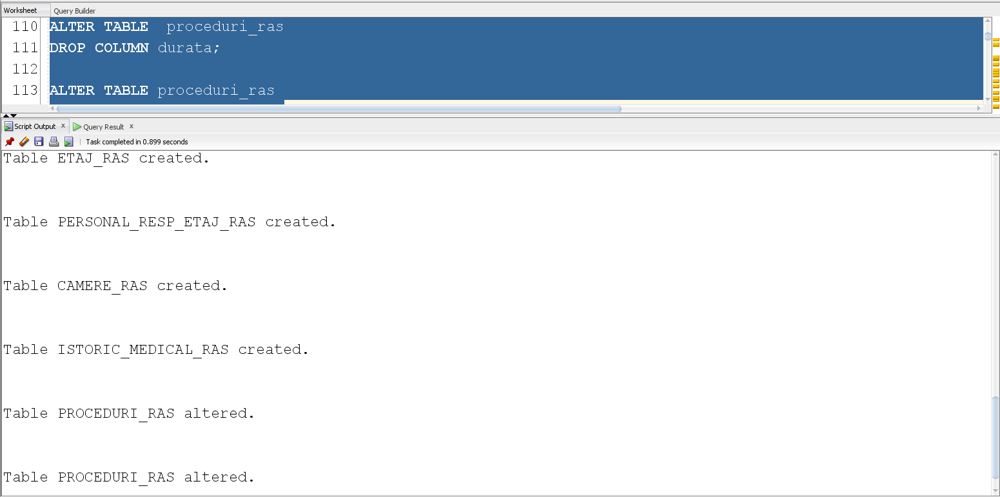 Worksheet Query Builder
110 ALTER TABLE  proceduri_ras
111 DROP COLUMN durata;
112
113 ALTER TABLE proceduri_ras
Script Output x Query Result x
Task completed in 0.899 seconds
Table ETAJ_RAS created.
Table PERSONAL_RESP_ETAJ_RAS created.
Table CAMERE_RAS created.
Table ISTORIC_MEDICAL_RAS created.
Table PROCEDURI_RAS altered.
Table PROCEDURI_RAS altered.